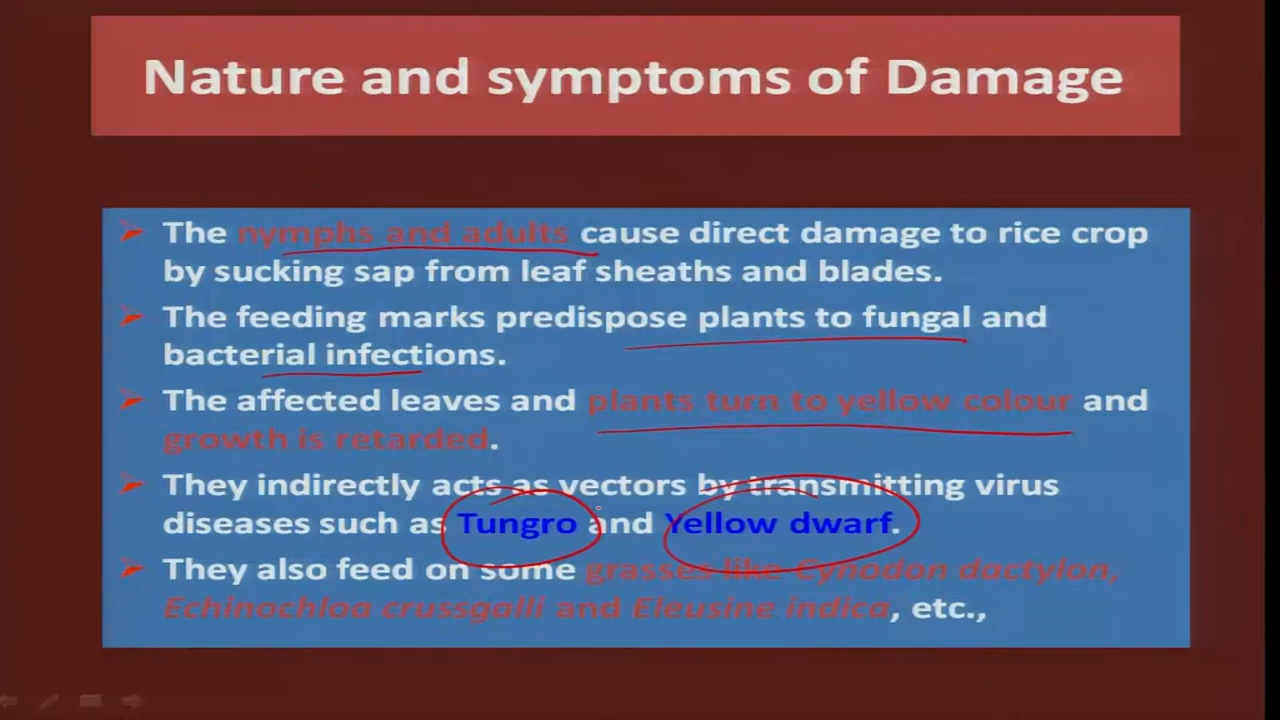 Nature and symptoms of Damage
➢ The nymphs and adults cause direct damage to rice crop
by sucking sap from leaf sheaths and blades.
➢ The feeding marks predispose plants to fungal and
bacterial infections.
➢ The affected leaves and plants turn to yellow colour and
growth is retarded.
➢ They indirectly acts as vectors by transmitting virus
diseases such as Tungro and Yellow dwarf.
➢ They also feed on some grasses like Cynodon dactylon,
Echinochloa crussgalli and Eleusine indica, etc.,